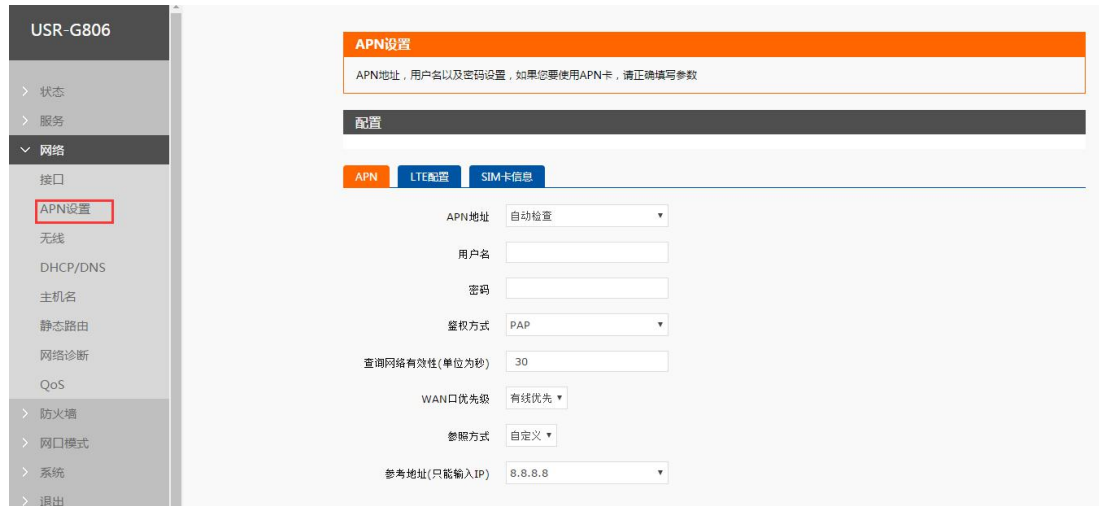 USR-G806
状态
服务
网络
接口
APN设置
无线
DHCP/DNS
主机名
静态路由
网络诊断
QoS
防火墙
网口模式
系统
退出
APN设置
APN地址，用户名以及密码设置，如果您要使用APN卡，请正确填写参数
配置
APN LTE配置 SIM卡信息
APN地址 自动检查
用户名
密码
鉴权方式 PAP
查询网络有效性(单位为秒) 30
WAN口优先级 有线优先
参照方式 自定义
参考地址(只能输入IP) 8.8.8.8